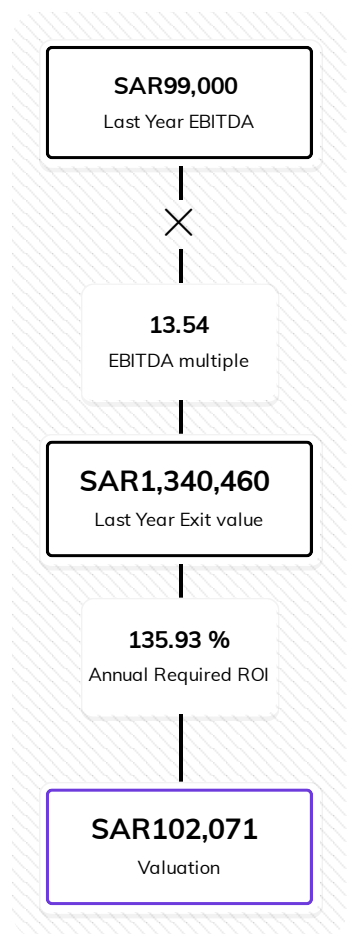 SAR99,000
Last Year EBITDA
13.54
EBITDA multiple
SAR1,340,460
Last Year Exit value
135.93 %
Annual Required ROI
SAR102,071
Valuation